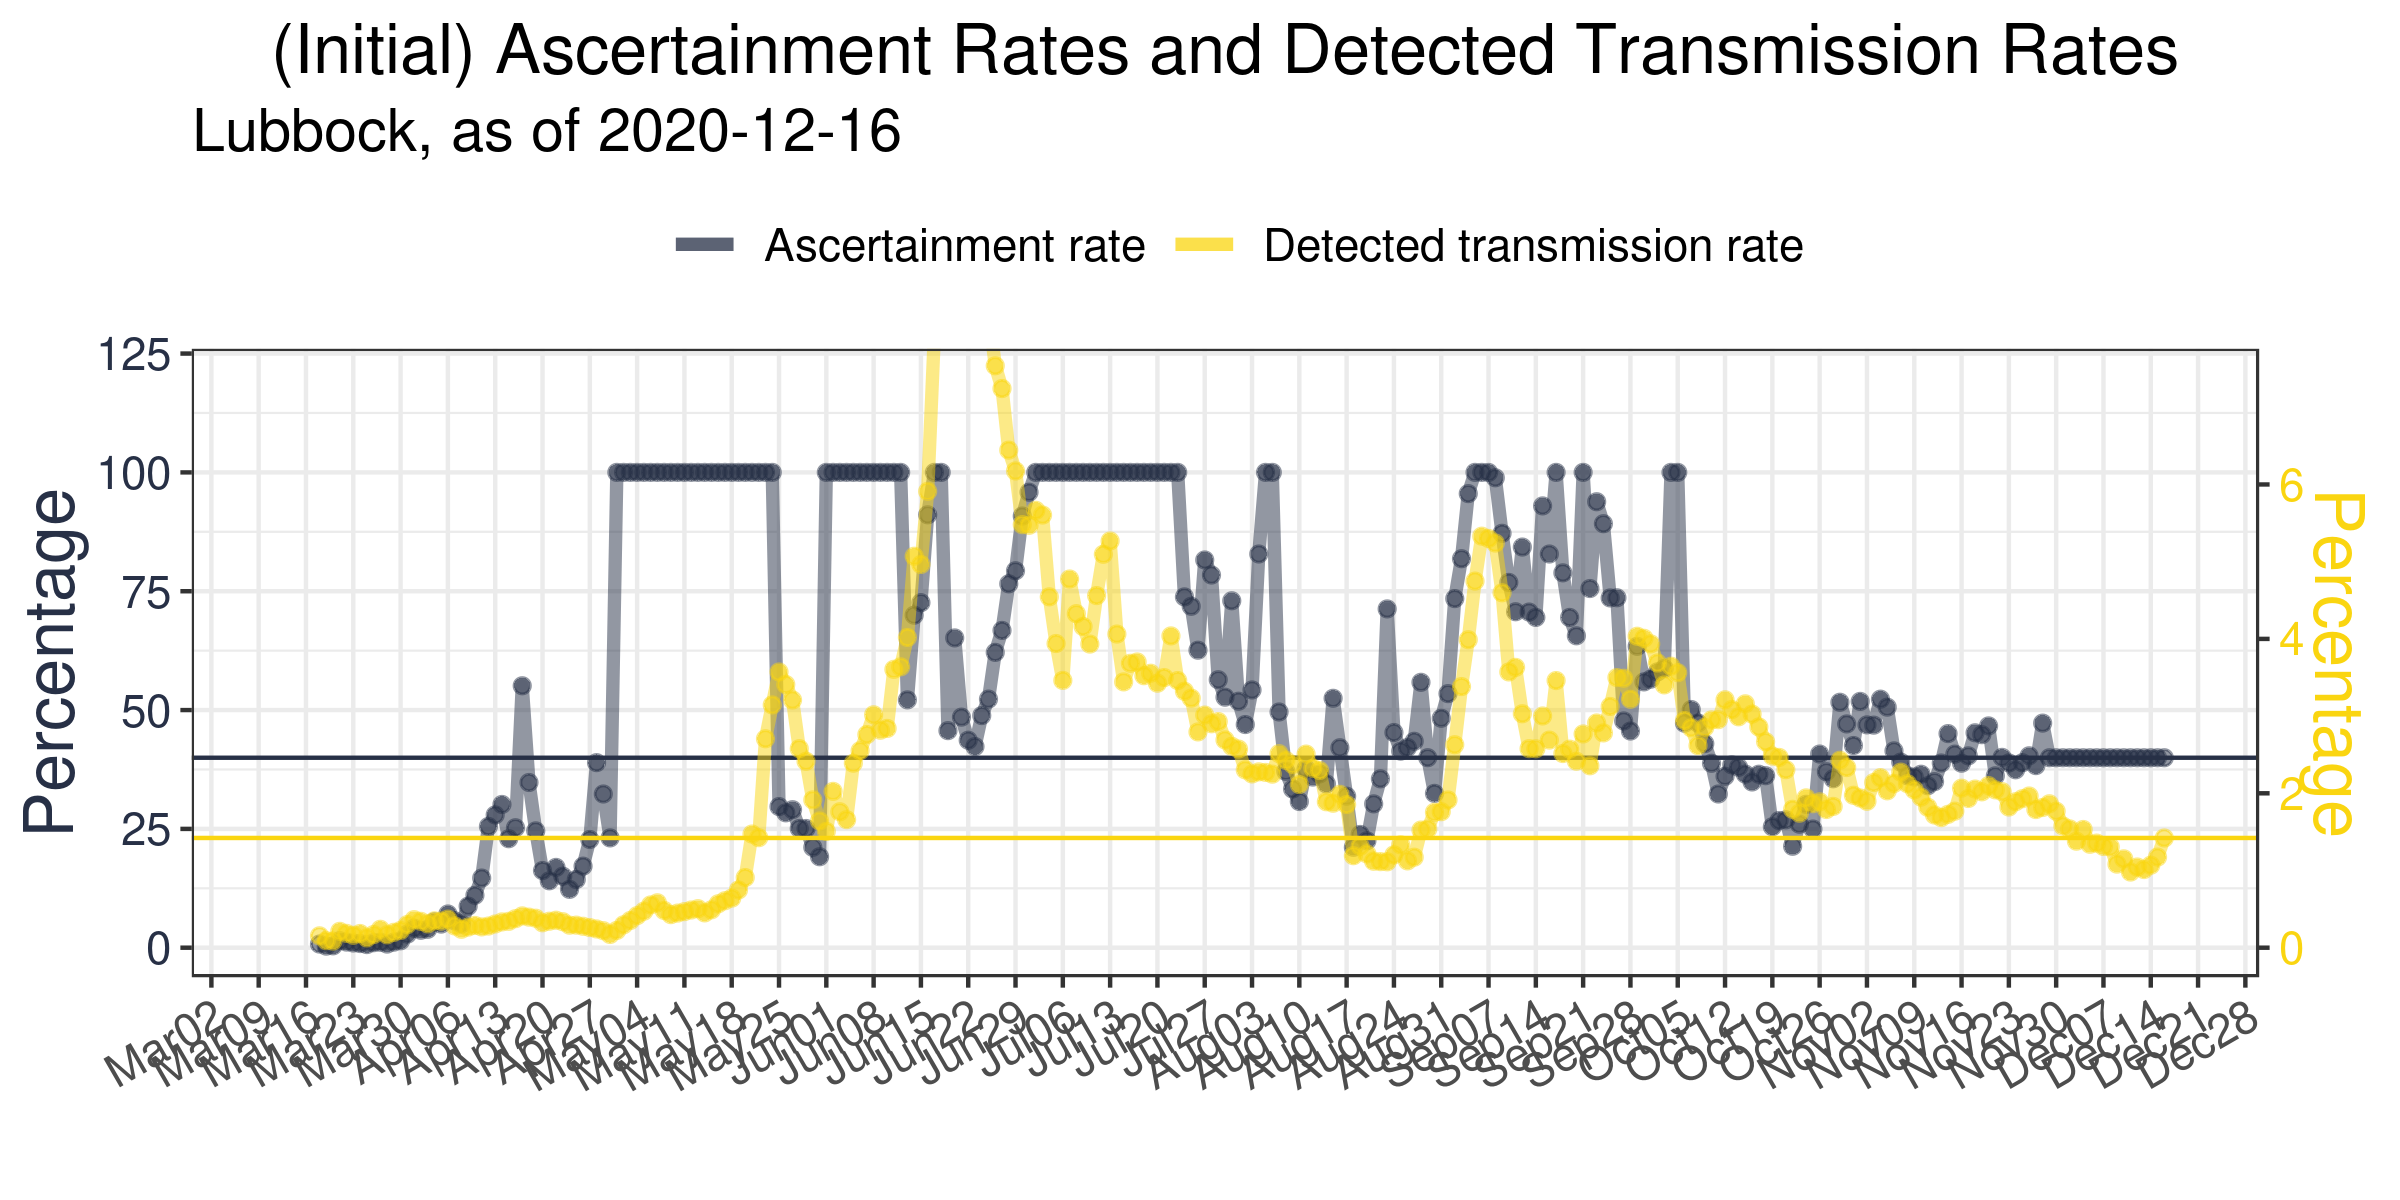 (Initial) Ascertainment Rates and Detected Transmission Rates
Lubbock, as of 2020-12-16
Ascertainment rate
Detected transmission rate
Percentage
125
100
75
50
25
0
6
4
2
0
Percentage
Mar02
Mar09
Mar16
Mar23
Mar30
Apr06
Apr13
Apr20
Apr27
May04
May11
May18
May25
Jun01
Jun08
Jun15
Jun22
Jun29
Jul06
Jul13
Jul20
Jul27
Aug03
Aug10
Aug17
Aug24
Aug31
Sep07
Sep14
Sep21
Sep28
Oct05
Oct12
Oct19
Oct26
Nov02
Nov09
Nov16
Nov23
Nov30
Dec07
Dec14
Dec21
Dec28